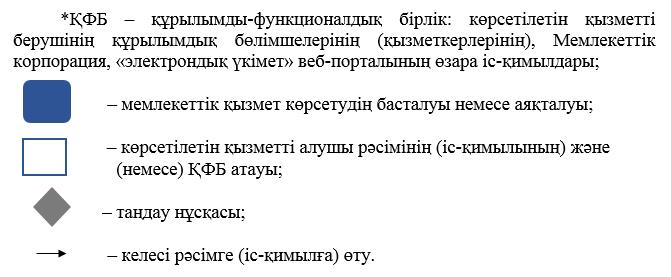 *ҚФБ – құрылымды-функционалдық бірлік: көрсетілетін қызметті
берушінің құрылымдық бөлімшелерінің (қызметкерлерінің), Мемлекеттік
корпорация, «электрондық үкімет» веб-порталының өзара іс-қимылдары;
– мемлекеттік қызмет көрсетудің басталуы немесе аяқталуы;
– көрсетілетін қызметті алушы рәсімінің (іс-қимылының) және
(немесе) ҚФБ атауы;
– таңдау нұсқасы;
– келесі рәсімге (іс-қимылға) өту.